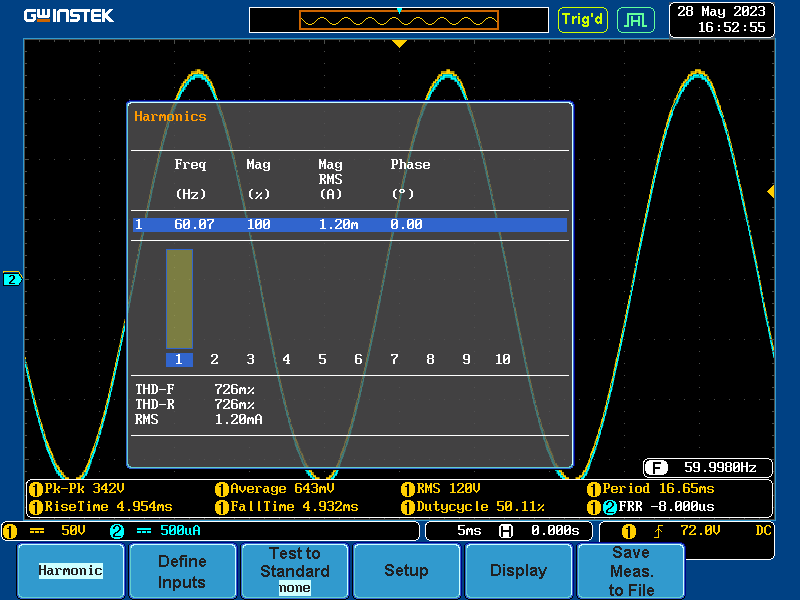 GWINSTEK
Trig'd
28 May 2023
16:52:55
Harmonics
Freq Mag Mag Phase
RMS
(Hz) (%) (A) (°)
1 60.07 100 1.20m 0.00
2
1 2 3 4 5 6 7 8 9 10
THD-F 726m%
THD-R 726m%
RMS 1.20mA
F 59.9980Hz
1 Pk-Pk 342V 1 Average 643mV 1 RMS 120V 1 Period 16.65ms
1 RiseTime 4.954ms 1 FallTime 4.932ms 1 Dutycycle 50.11% 1 2 FRR -8.000us
1 50V 2 500uA 5ms H 0.000s 1 72.0V DC
Harmonic
Define
Inputs
Test to
Standard
none
Setup
Display
Save
Meas.
to File